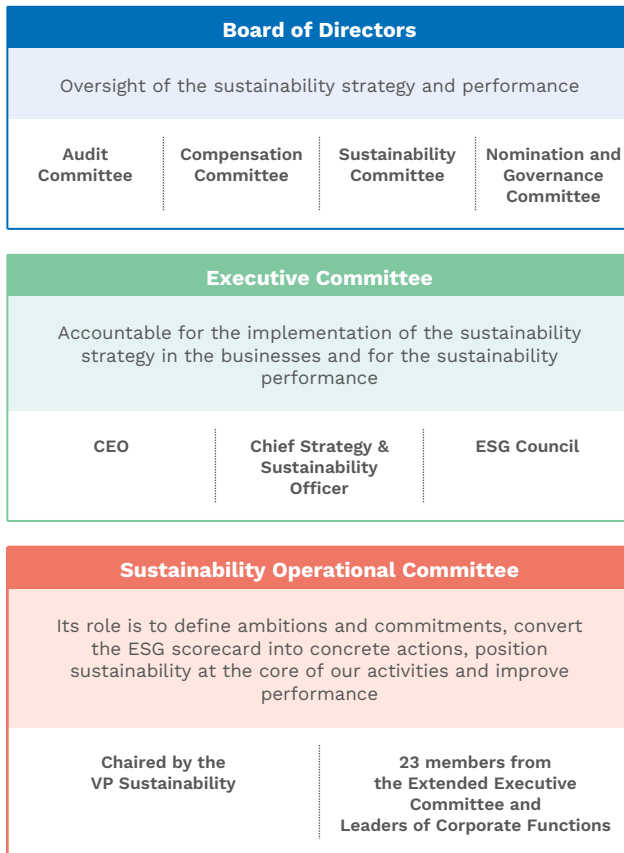 Board of Directors
Oversight of the sustainability strategy and performance
Audit
Committee
Compensation
Committee
Sustainability
Committee
Nomination and
Governance
Committee
Executive Committee
Accountable for the implementation of the sustainability
strategy in the businesses and for the sustainability
performance
CEO
Chief Strategy &
Sustainability
Officer
ESG Council
Sustainability Operational Committee
Its role is to define ambitions and commitments, convert
the ESG scorecard into concrete actions, position
sustainability at the core of our activities and improve
performance
Chaired by the
VP Sustainability
23 members from
the Extended Executive
Committee and
Leaders of Corporate Functions